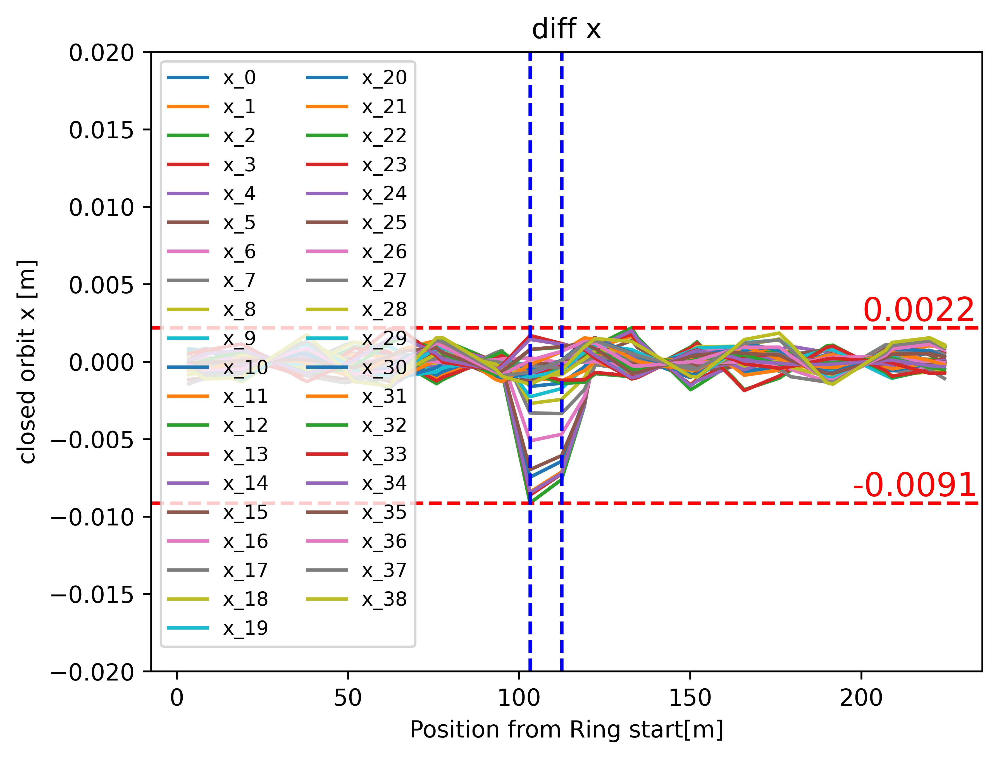 diff x
closed orbit x [m]
0.020
0.015
0.010
0.005
0.000
−0.005
−0.010
−0.015
−0.020
x_0
x_1
x_2
x_3
x_4
x_5
x_6
x_7
x_8
x_9
x_10
x_11
x_12
x_13
x_14
x_15
x_16
x_17
x_18
x_19
x_20
x_21
x_22
x_23
x_24
x_25
x_26
x_27
x_28
x_29
x_30
x_31
x_32
x_33
x_34
x_35
x_36
x_37
x_38
0.0022
-0.0091
0
50
100
150
200
Position from Ring start[m]